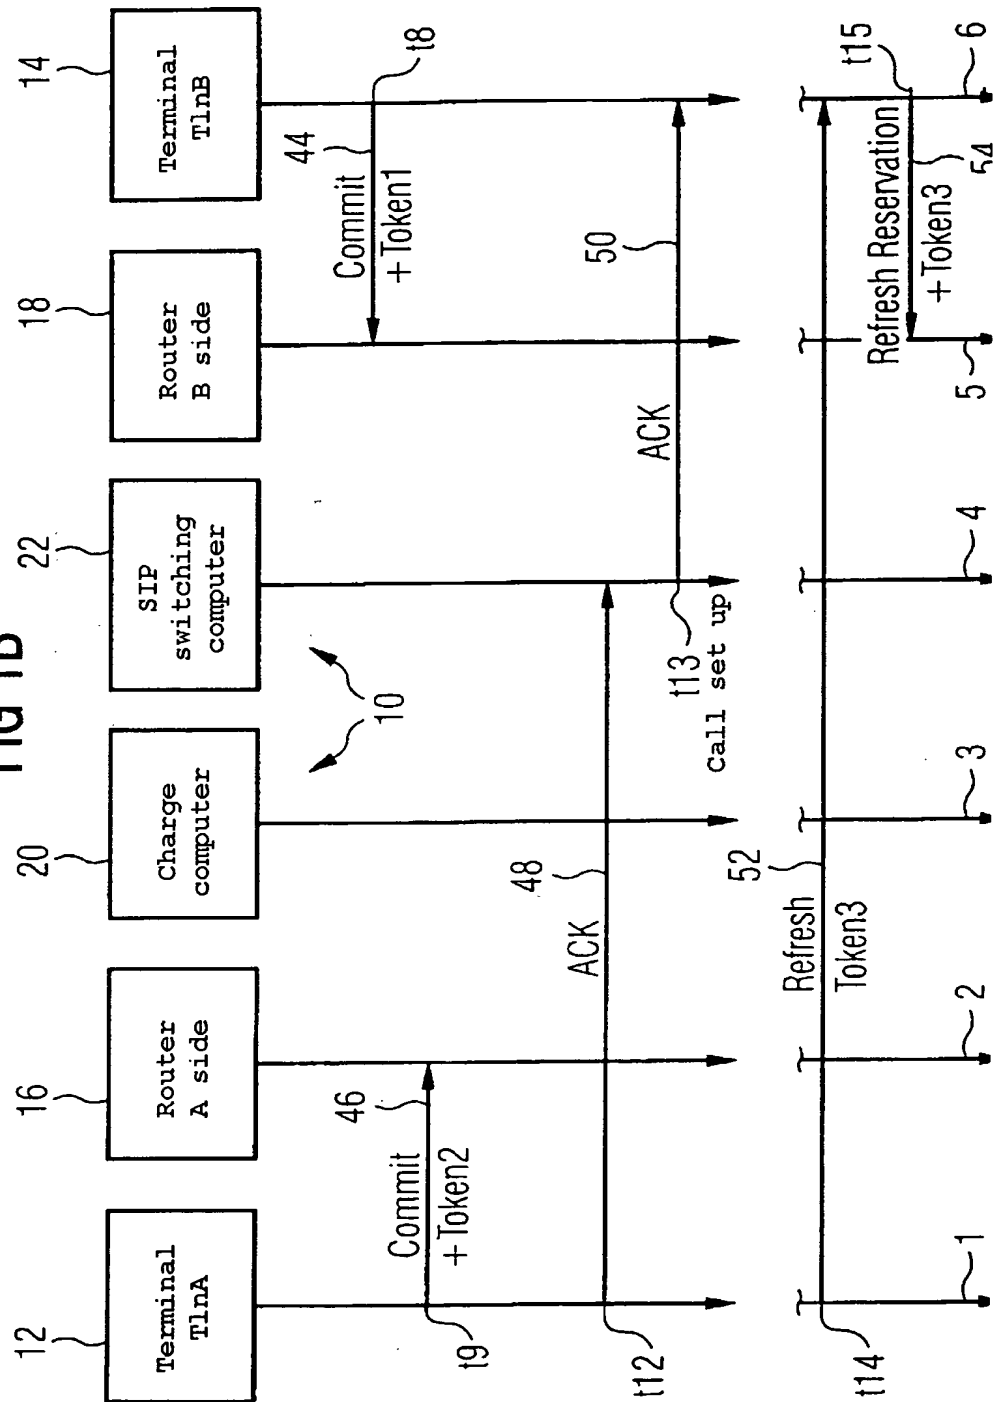 FIG 1B
12
16
20
22
18
14
Terminal
TlnA
Router
A side
Charge
computer
SIP
switching
computer
Router
B side
Terminal
TlnB
10
t8
44
Commit
+Token1
t9
46
Commit
+Token2
t12
48
ACK
t13
Call set up
50
ACK
t14
52
Refresh
Token3
t15
Refresh Reservation
+Token3
54
1
2
3
4
5
6